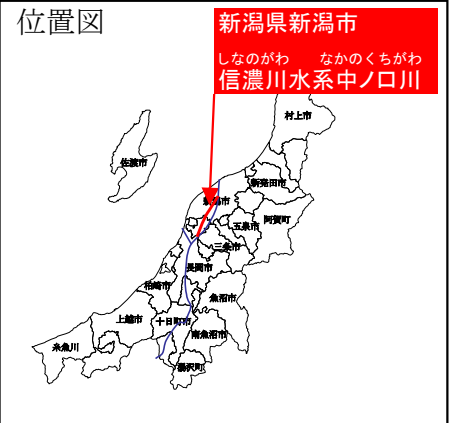 位置図
新潟県新潟市
しなのがわ なかのくちがわ
信濃川水系中ノ口川
村上市
佐渡市
新発田市
新潟市
阿賀町
五泉市
三条市
長岡市
柏崎市
魚沼市
上越市
十日町市
南魚沼市
糸魚川
湯沢町